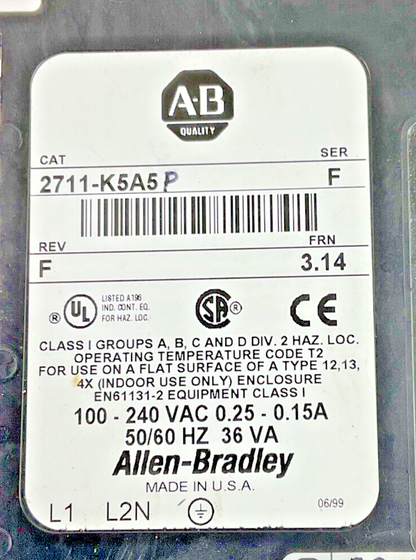 A·B
QUALITY
CAT SER
2711-K5A5P F
REV FRN
F 3.14
® UL LISTED A196
IND. CONT. EQ.
FOR HAZ. LOC.
SA ® CE
CLASS I GROUPS A, B, C AND D DIV. 2 HAZ. LOC.
OPERATING TEMPERATURE CODE T2
FOR USE ON A FLAT SURFACE OF A TYPE 12,13,
4X (INDOOR USE ONLY) ENCLOSURE
EN61131-2 EQUIPMENT CLASS I
100 - 240 VAC 0.25 - 0.15A
50/60 HZ 36 VA
Allen-Bradley
MADE IN U.S.A.
L1 L2N 06/99